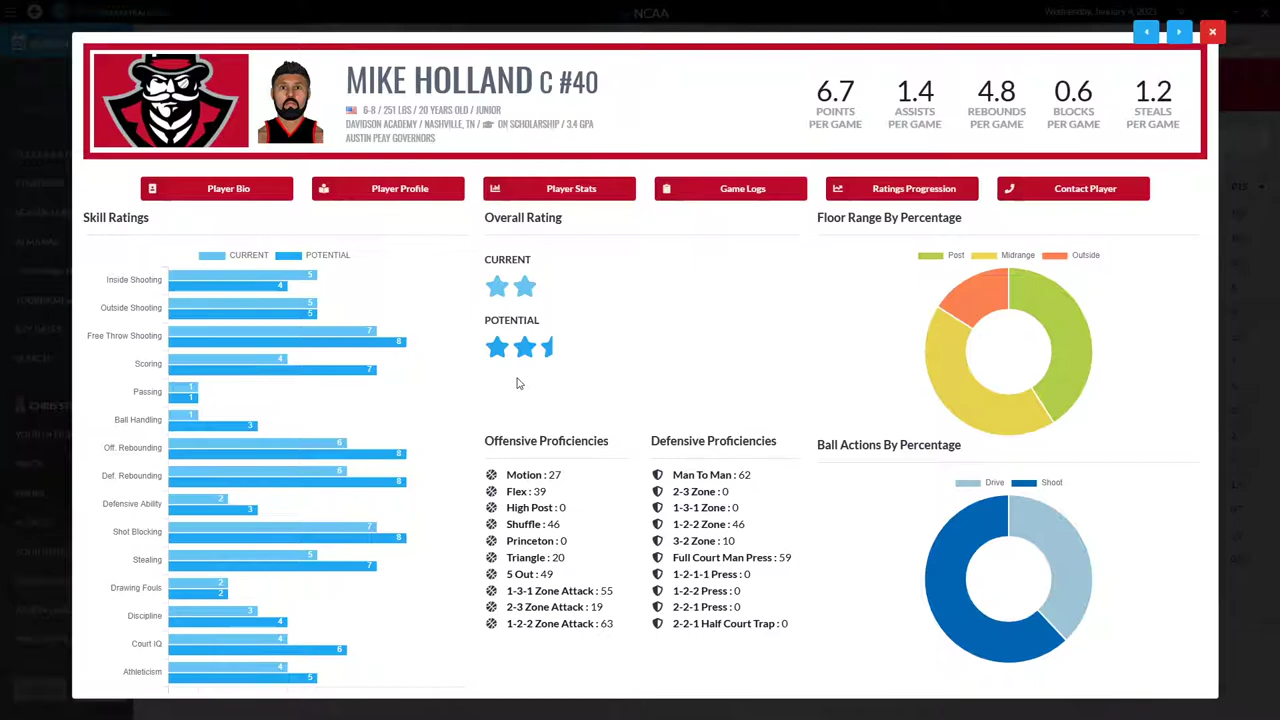 NCAA
Wednesday, January 4, 2023
MIKE HOLLAND C #40
6-8 / 251 LBS / 20 YEARS OLD / JUNIOR
DAVIDSON ACADEMY / NASHVILLE, TN / ON SCHOLARSHIP / 3.4 GPA
AUSTIN PEAY GOVERNORS
6.7 1.4 4.8 0.6 1.2
POINTS ASSISTS REBOUNDS BLOCKS STEALS
PER GAME PER GAME PER GAME PER GAME PER GAME
Player Bio Player Profile Player Stats Game Logs Ratings Progression Contact Player
Skill Ratings
CURRENT POTENTIAL
Inside Shooting 5
4
Outside Shooting 5
5
Free Throw Shooting 7
8
Scoring 4
7
Passing 1
1
Ball Handling 1
3
Off. Rebounding 6
8
Def. Rebounding 6
8
Defensive Ability 2
3
Shot Blocking 7
8
Stealing 5
7
Drawing Fouls 2
2
Discipline 3
4
Court IQ 4
6
Athleticism 4
5
Overall Rating
CURRENT
POTENTIAL
Offensive Proficiencies
Motion : 27
Flex : 39
High Post : 0
Shuffle : 46
Princeton : 0
Triangle : 20
5 Out : 49
1-3-1 Zone Attack : 55
2-3 Zone Attack : 19
1-2-2 Zone Attack : 63
Defensive Proficiencies
Man To Man : 62
2-3 Zone : 0
1-3-1 Zone : 0
1-2-2 Zone : 46
3-2 Zone : 10
Full Court Man Press : 59
1-2-1-1 Press : 0
1-2-2 Press : 0
2-2-1 Press : 0
2-2-1 Half Court Trap : 0
Floor Range By Percentage
Post Midrange Outside
Ball Actions By Percentage
Drive Shoot